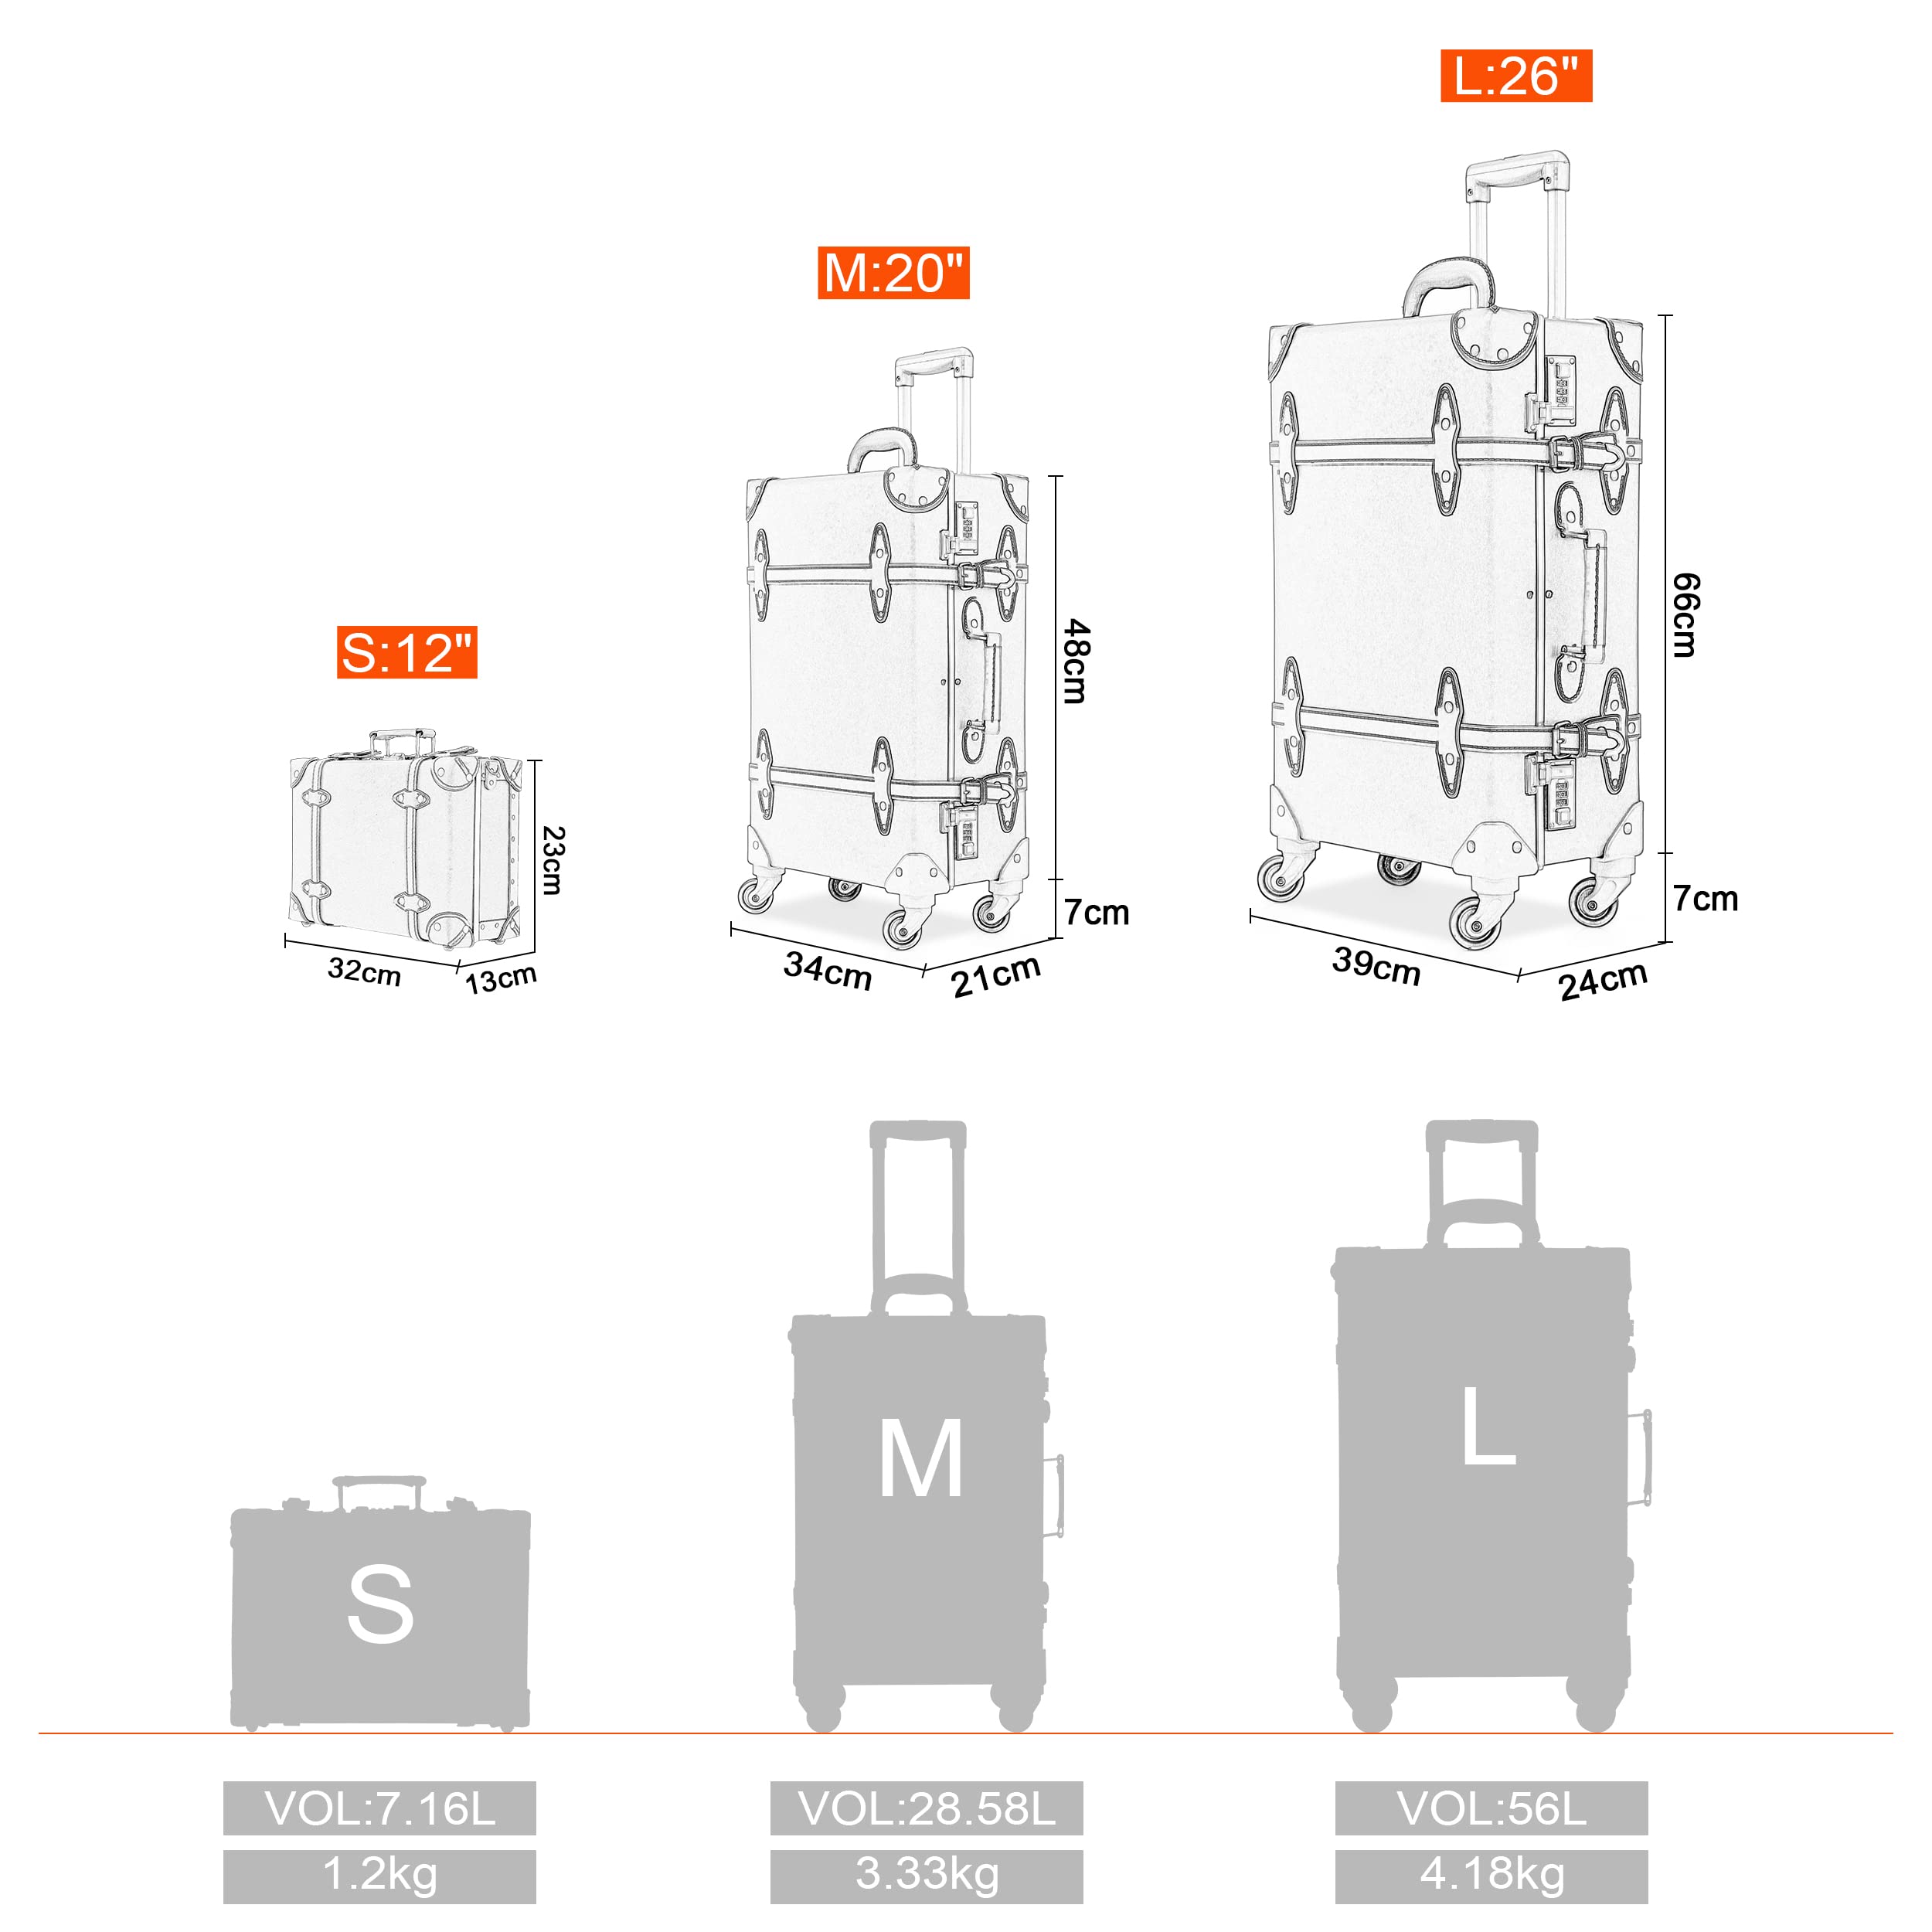 L:26"
M:20"
S:12"
66cm
48cm
23cm
7cm
7cm
32cm
13cm
34cm
21cm
39cm
24cm
S
M
L
VOL:7.16L
VOL:28.58L
VOL:56L
1.2kg
3.33kg
4.18kg